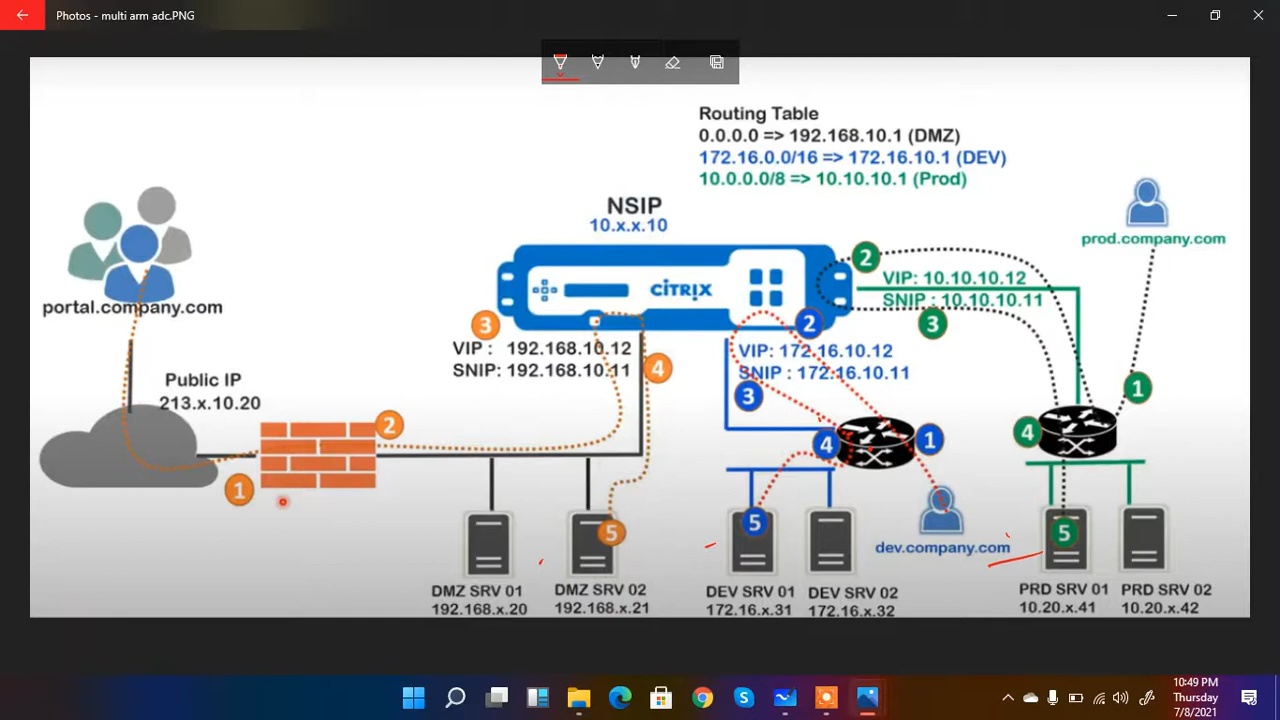 Photos - multi arm adc.PNG
Routing Table
0.0.0.0 => 192.168.10.1 (DMZ)
172.16.0.0/16 => 172.16.10.1 (DEV)
10.0.0.0/8 => 10.10.10.1 (Prod)
NSIP
10.x.x.10
prod.company.com
portal.company.com
CITRIX
2
VIP: 10.10.10.12
SNIP : 10.10.10.11
3
3
VIP : 192.168.10.12
SNIP: 192.168.10.11
4
2
VIP: 172.16.10.12
SNIP : 172.16.10.11
3
1
Public IP
213.x.10.20
2
4
1
4
1
5
5
5
dev.company.com
DMZ SRV 01
192.168.x.20
DMZ SRV 02
192.168.x.21
DEV SRV 01
172.16.x.31
DEV SRV 02
172.16.x.32
PRD SRV 01
10.20.x.41
PRD SRV 02
10.20.x.42
10:49 PM
Thursday
7/8/2021